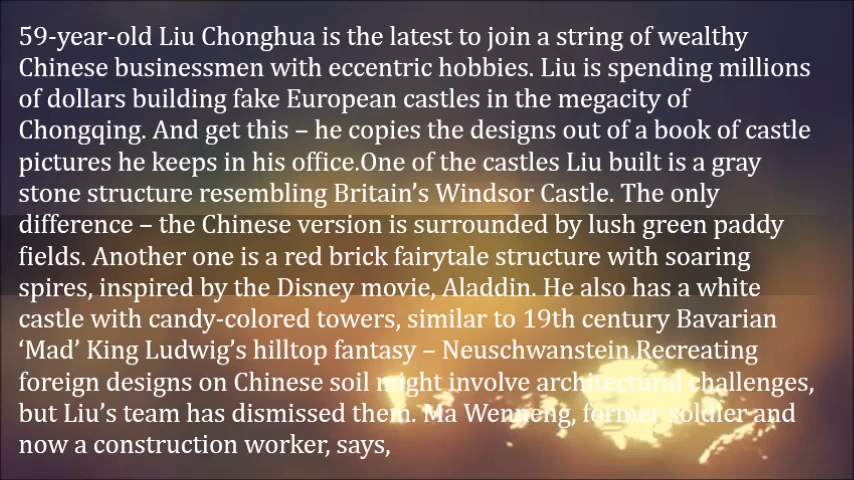 59-year-old Liu Chonghua is the latest to join a string of wealthy
Chinese businessmen with eccentric hobbies. Liu is spending millions
of dollars building fake European castles in the megacity of
Chongqing. And get this – he copies the designs out of a book of castle
pictures he keeps in his office.One of the castles Liu built is a gray
stone structure resembling Britain’s Windsor Castle. The only
difference – the Chinese version is surrounded by lush green paddy
fields. Another one is a red brick fairytale structure with soaring
spires, inspired by the Disney movie, Aladdin. He also has a white
castle with candy-colored towers, similar to 19th century Bavarian
‘Mad’ King Ludwig’s hilltop fantasy – Neuschwanstein.Recreating
foreign designs on Chinese soil might involve architectural challenges,
but Liu’s team has dismissed them. Ma Wenneng, former soldier and
now a construction worker, says,